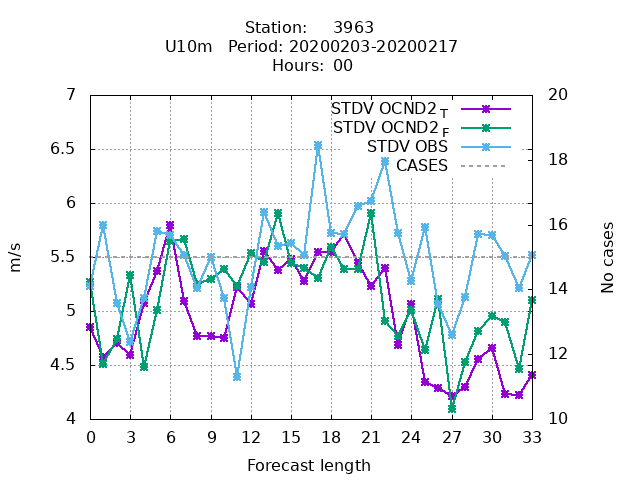 Station: 3963
U10m Period: 20200203-20200217
Hours: 00
7 20
STDV OCND2 T
STDV OCND2 F
STDV OBS
CASES
6.5 18
6 16
5.5 14
5
4.5 12
4 10
m/s
No cases
0 3 6 9 12 15 18 21 24 27 30 33
Forecast length